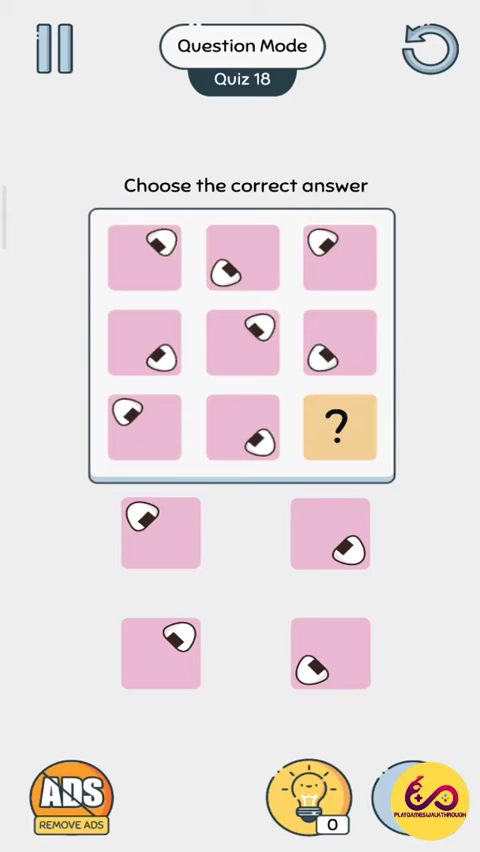 Question Mode
Quiz 18
Choose the correct answer
?
ADS
REMOVE ADS
0
PLAYGAMESWALKTHROUGH